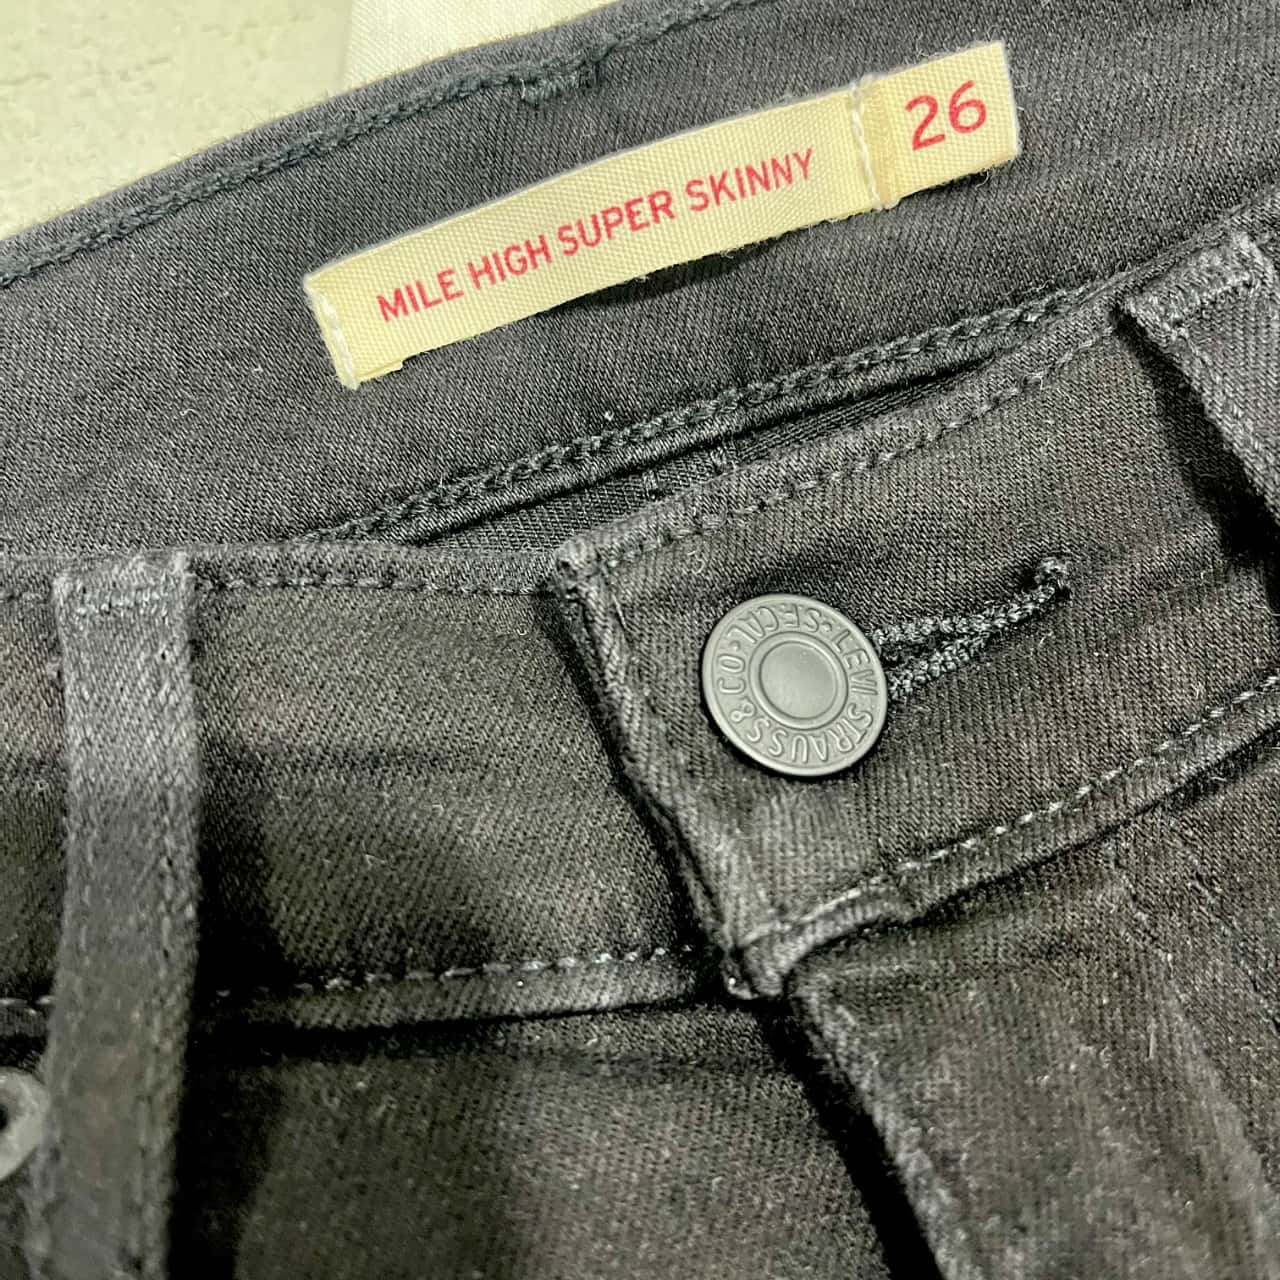 MILE HIGH SUPER SKINNY
26
LEVI STRAUSS & CO.
S.F. CAL.